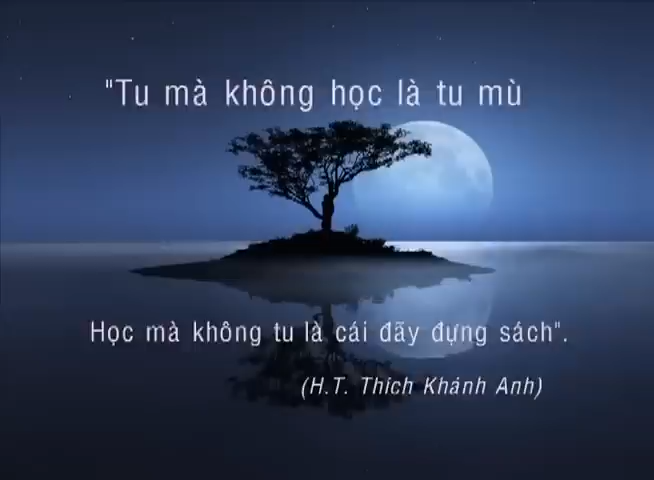 "Tu mà không học là tu mù
Học mà không tu là cái đãy đựng sách".
(H.T. Thích Khánh Anh)